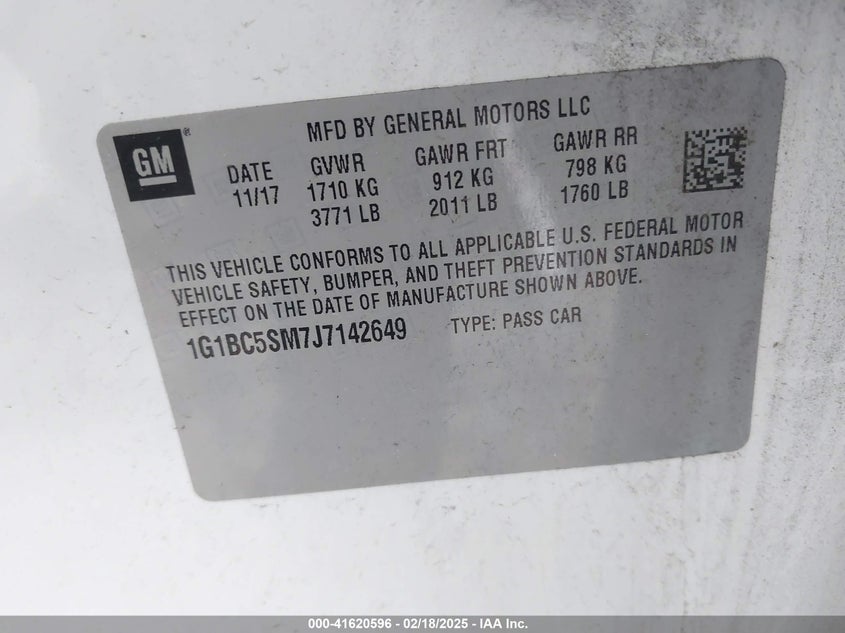 MFD BY GENERAL MOTORS LLC
GM®
DATE GVWR GAWR FRT GAWR RR
11/17 1710 KG 912 KG 798 KG
3771 LB 2011 LB 1760 LB
THIS VEHICLE CONFORMS TO ALL APPLICABLE U.S. FEDERAL MOTOR
VEHICLE SAFETY, BUMPER, AND THEFT PREVENTION STANDARDS IN
EFFECT ON THE DATE OF MANUFACTURE SHOWN ABOVE.
1G1BC5SM7J7142649 TYPE: PASS CAR
000-41620596 - 02/18/2025 - IAA Inc.